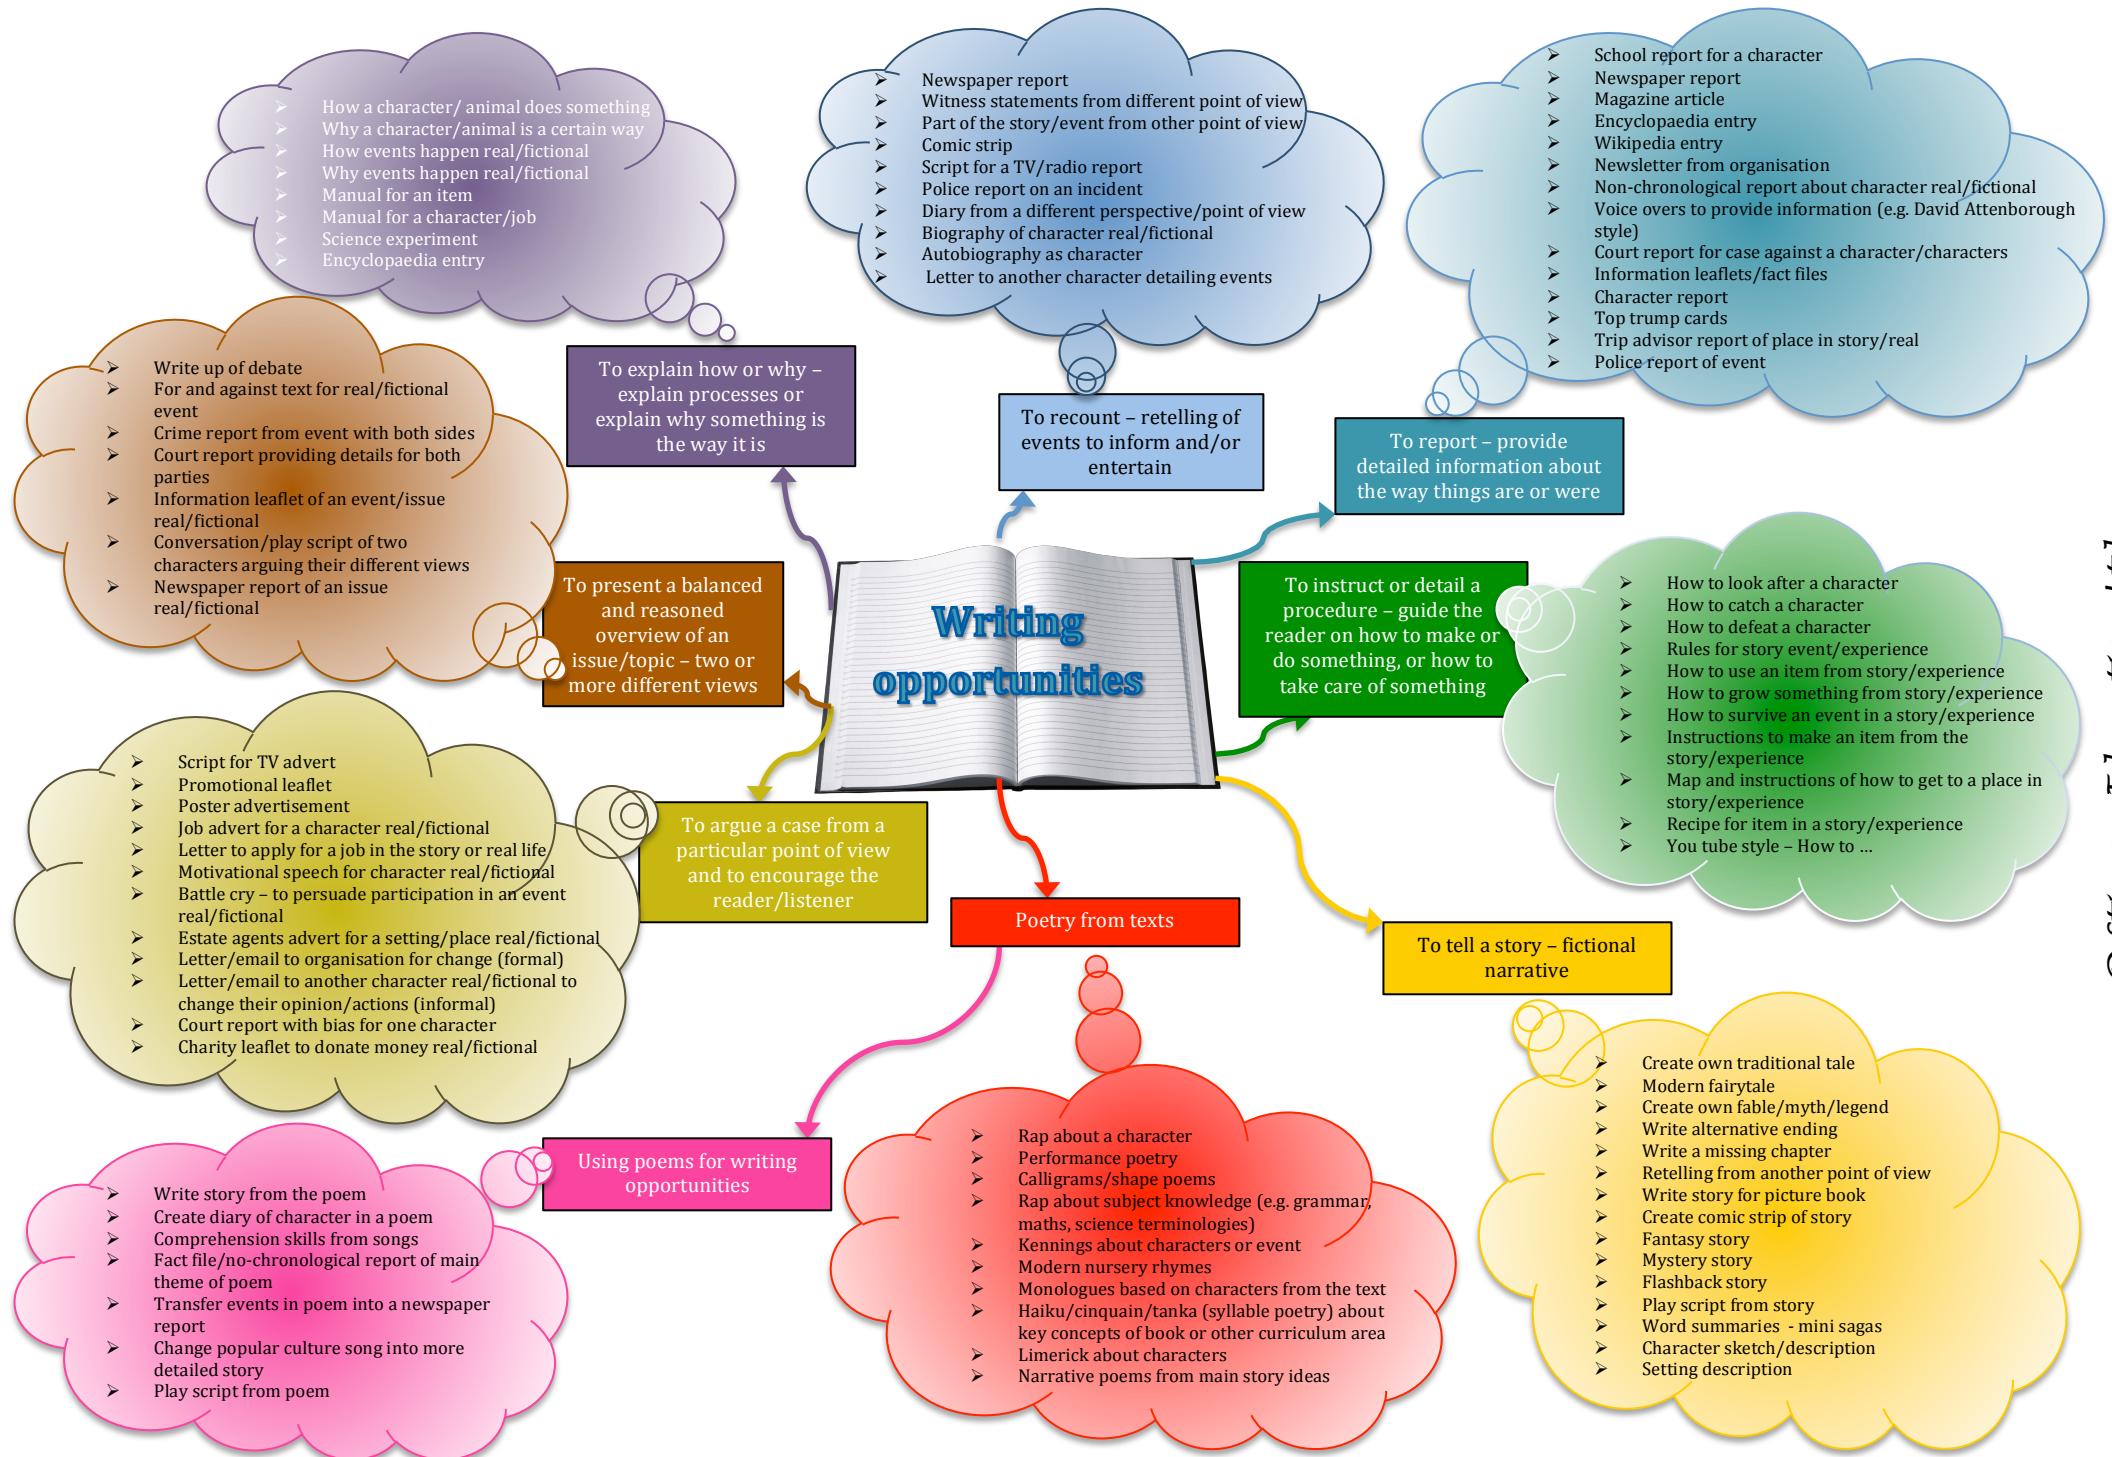 How a character/ animal does something
Why a character/animal is a certain way
How events happen real/fictional
Why events happen real/fictional
Manual for an item
Manual for a character/job
Science experiment
Encyclopaedia entry
To explain how or why –
explain processes or
explain why something is
the way it is
Newspaper report
Witness statements from different point of view
Part of the story/event from other point of view
Comic strip
Script for a TV/radio report
Police report on an incident
Diary from a different perspective/point of view
Biography of character real/fictional
Autobiography as character
Letter to another character detailing events
To recount – retelling of
events to inform and/or
entertain
School report for a character
Newspaper report
Magazine article
Encyclopaedia entry
Wikipedia entry
Newsletter from organisation
Non-chronological report about character real/fictional
Voice overs to provide information (e.g. David Attenborough
style)
Court report for case against a character/characters
Information leaflets/fact files
Character report
Top trump cards
Trip advisor report of place in story/real
Police report of event
To report – provide
detailed information about
the way things are or were
Write up of debate
For and against text for real/fictional
event
Crime report from event with both sides
Court report providing details for both
parties
Information leaflet of an event/issue
real/fictional
Conversation/play script of two
characters arguing their different views
Newspaper report of an issue
real/fictional
To present a balanced
and reasoned
overview of an
issue/topic – two or
more different views
Writing
opportunities
To instruct or detail a
procedure – guide the
reader on how to make or
do something, or how to
take care of something
How to look after a character
How to catch a character
How to defeat a character
Rules for story event/experience
How to use an item from story/experience
How to grow something from story/experience
How to survive an event in a story/experience
Instructions to make an item from the
story/experience
Map and instructions of how to get to a place in
story/experience
Recipe for item in a story/experience
You tube style – How to ...
Script for TV advert
Promotional leaflet
Poster advertisement
Job advert for a character real/fictional
Letter to apply for a job in the story or real life
Motivational speech for character real/fictional
Battle cry – to persuade participation in an event
real/fictional
Estate agents advert for a setting/place real/fictional
Letter/email to organisation for change (formal)
Letter/email to another character real/fictional to
change their opinion/actions (informal)
Court report with bias for one character
Charity leaflet to donate money real/fictional
To argue a case from a
particular point of view
and to encourage the
reader/listener
Poetry from texts
To tell a story – fictional
narrative
Using poems for writing
opportunities
Write story from the poem
Create diary of character in a poem
Comprehension skills from songs
Fact file/no-chronological report of main
theme of poem
Transfer events in poem into a newspaper
report
Change popular culture song into more
detailed story
Play script from poem
Rap about a character
Performance poetry
Calligrams/shape poems
Rap about subject knowledge (e.g. grammar,
maths, science terminologies)
Kennings about characters or event
Modern nursery rhymes
Monologues based on characters from the text
Haiku/cinquain/tanka (syllable poetry) about
key concepts of book or other curriculum area
Limerick about characters
Narrative poems from main story ideas
Create own traditional tale
Modern fairytale
Create own fable/myth/legend
Write alternative ending
Write a missing chapter
Retelling from another point of view
Write story for picture book
Create comic strip of story
Fantasy story
Mystery story
Flashback story
Play script from story
Word summaries - mini sagas
Character sketch/description
Setting description